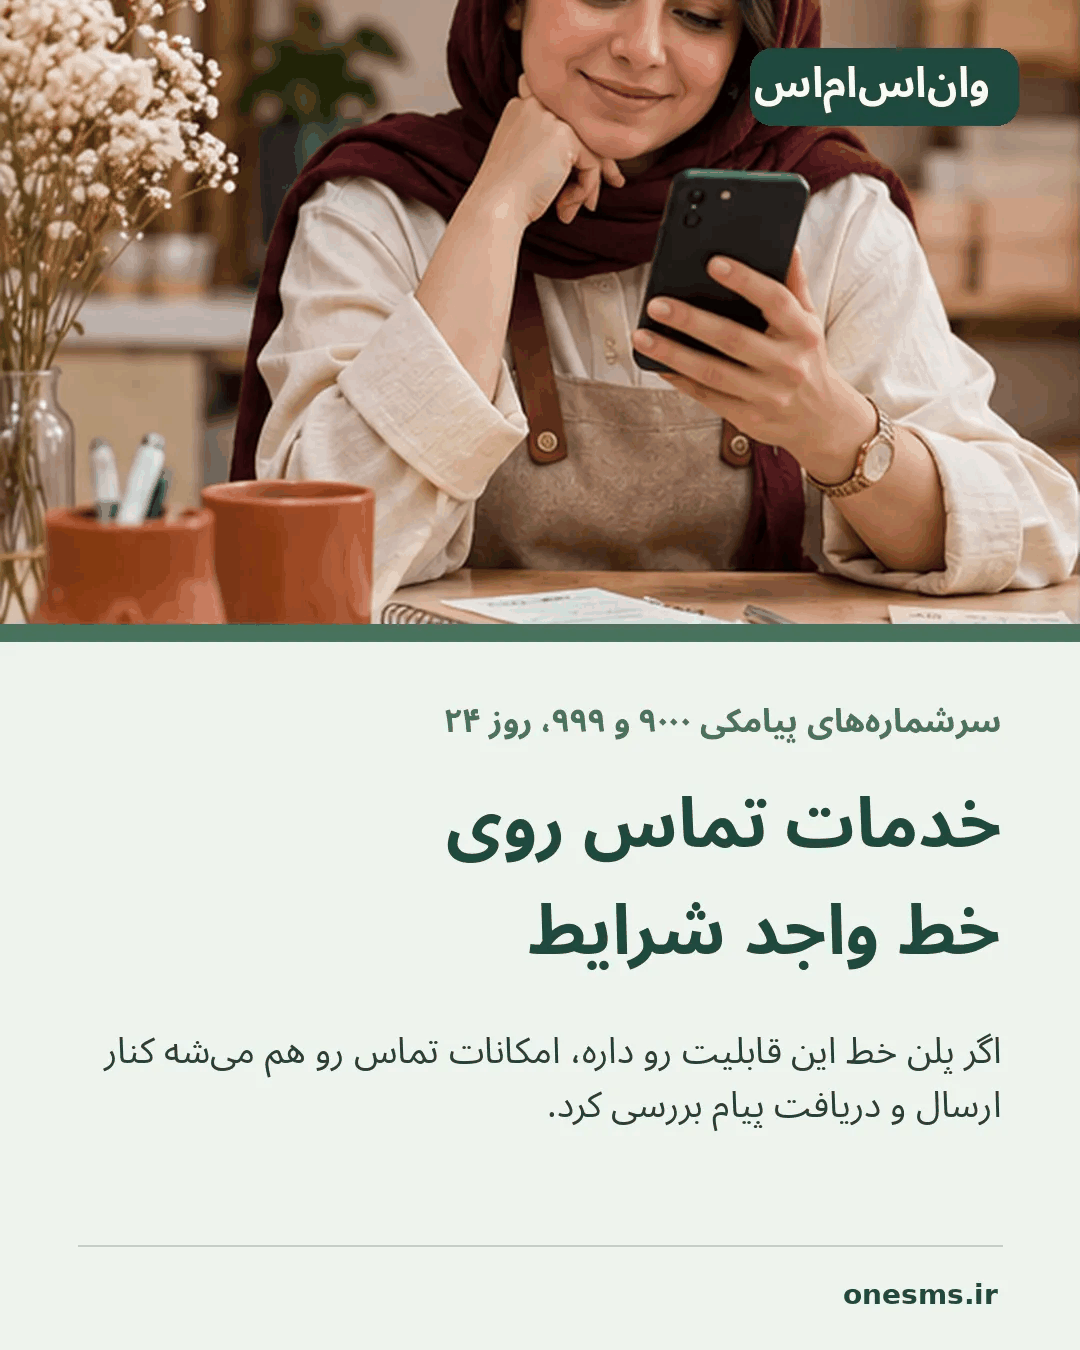 وان‌اس‌ام‌اس
سرشماره‌های پیامکی ۹۰۰۰ و ۹۹۹، روز ۲۴
خدمات تماس روی
خط واجد شرایط
اگر پلن خط این قابلیت رو داره، امکانات تماس رو هم می‌شه کنار
ارسال و دریافت پیام بررسی کرد.
onesms.ir